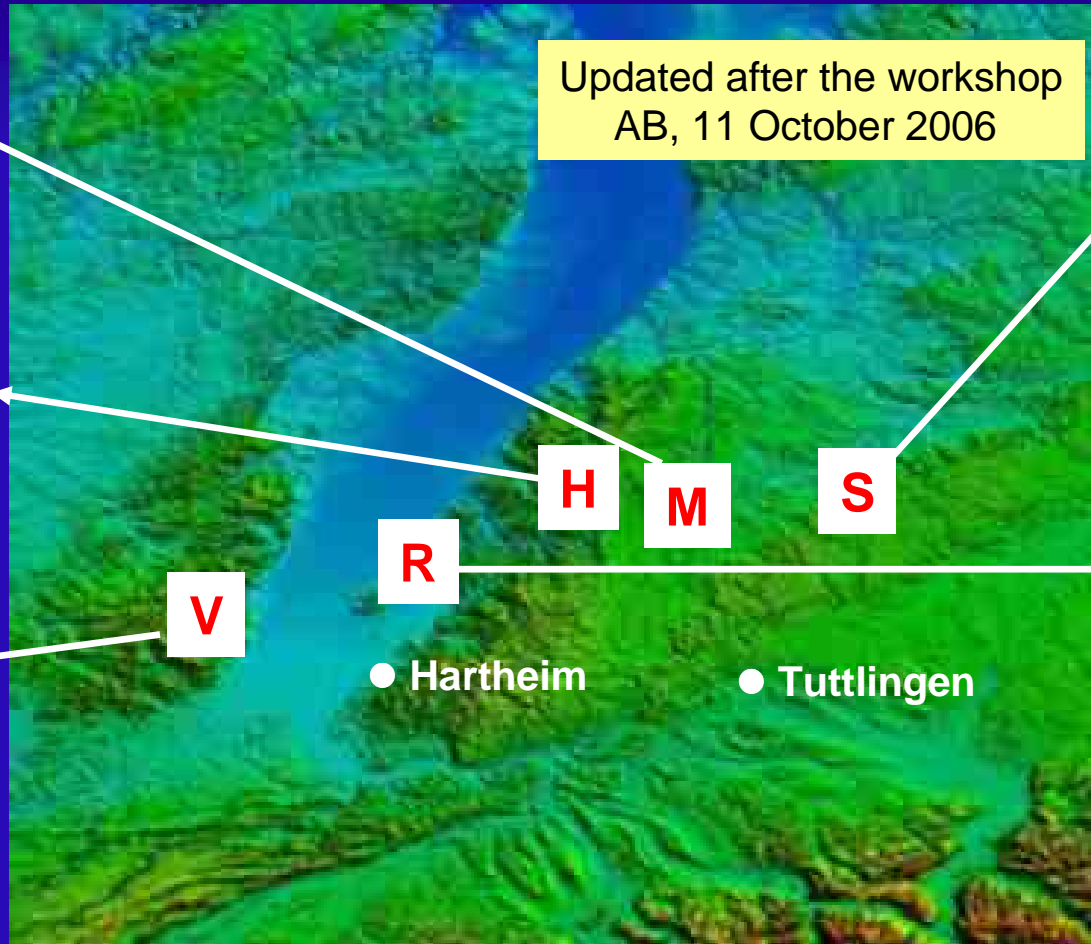 Updated after the workshop
AB, 11 October 2006
H
M
S
R
V
Hartheim
Tuttlingen